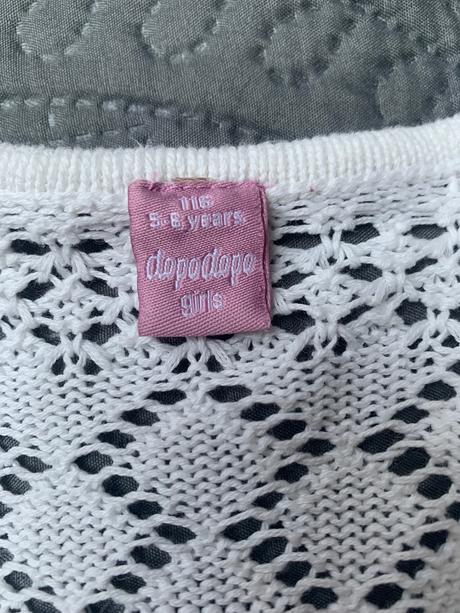 116
5-6 years
dopodopo
girls